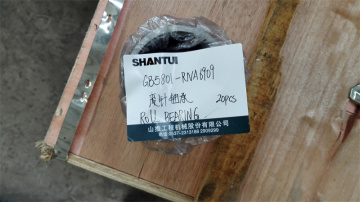 SHANTUI
GB5801-RNA6909
滚针轴承 20PCS
ROLL BEARING
山推工程机械股份有限公司